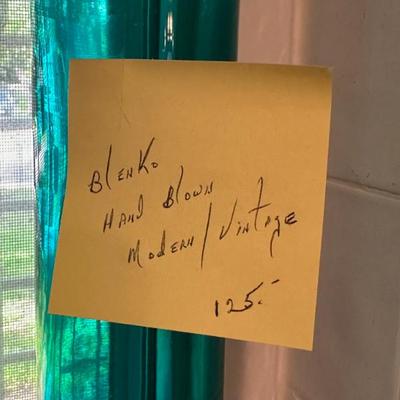 Blenko
Hand Blown
Modern/Vintage
125.-